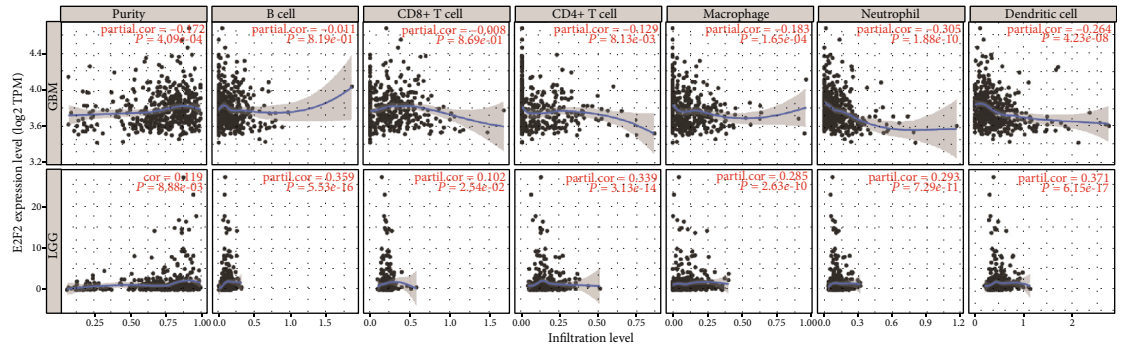 Purity B cell CD8+ T cell CD4+ T cell Macrophage Neutrophil Dendritic cell
partial.cor = –0.172 partial.cor = –0.011 partial.cor = –0.008 partial.cor = –0.129 partial.cor = –0.183 partial.cor = –0.305 partial.cor = –0.264
P = 4.09e–04 P = 8.19e–01 P = 8.69e–01 P = 8.13e–03 P = 1.65e–04 P = 1.88e–10 P = 4.23e–08
4.4
4.0
3.6
3.2
GBM
E2F2 expression level (log2 TPM)
cor = 0.119 partil.cor = 0.359 partil.cor = 0.102 partil.cor = 0.339 partil.cor = 0.285 partil.cor = 0.293 partil.cor = 0.371
P = 8.88e–03 P = 5.53e–16 P = 2.54e–02 P = 3.13e–14 P = 2.63e–10 P = 7.29e–11 P = 6.15e–17
20
10
0
LGG
0.25 0.50 0.75 1.00 0.0 0.5 1.0 1.5 0.0 0.5 1.0 1.5 0.00 0.25 0.50 0.75 0.00 0.25 0.50 0.75 1.00 0.0 0.3 0.6 0.9 1.2 0 1 2
Infiltration level